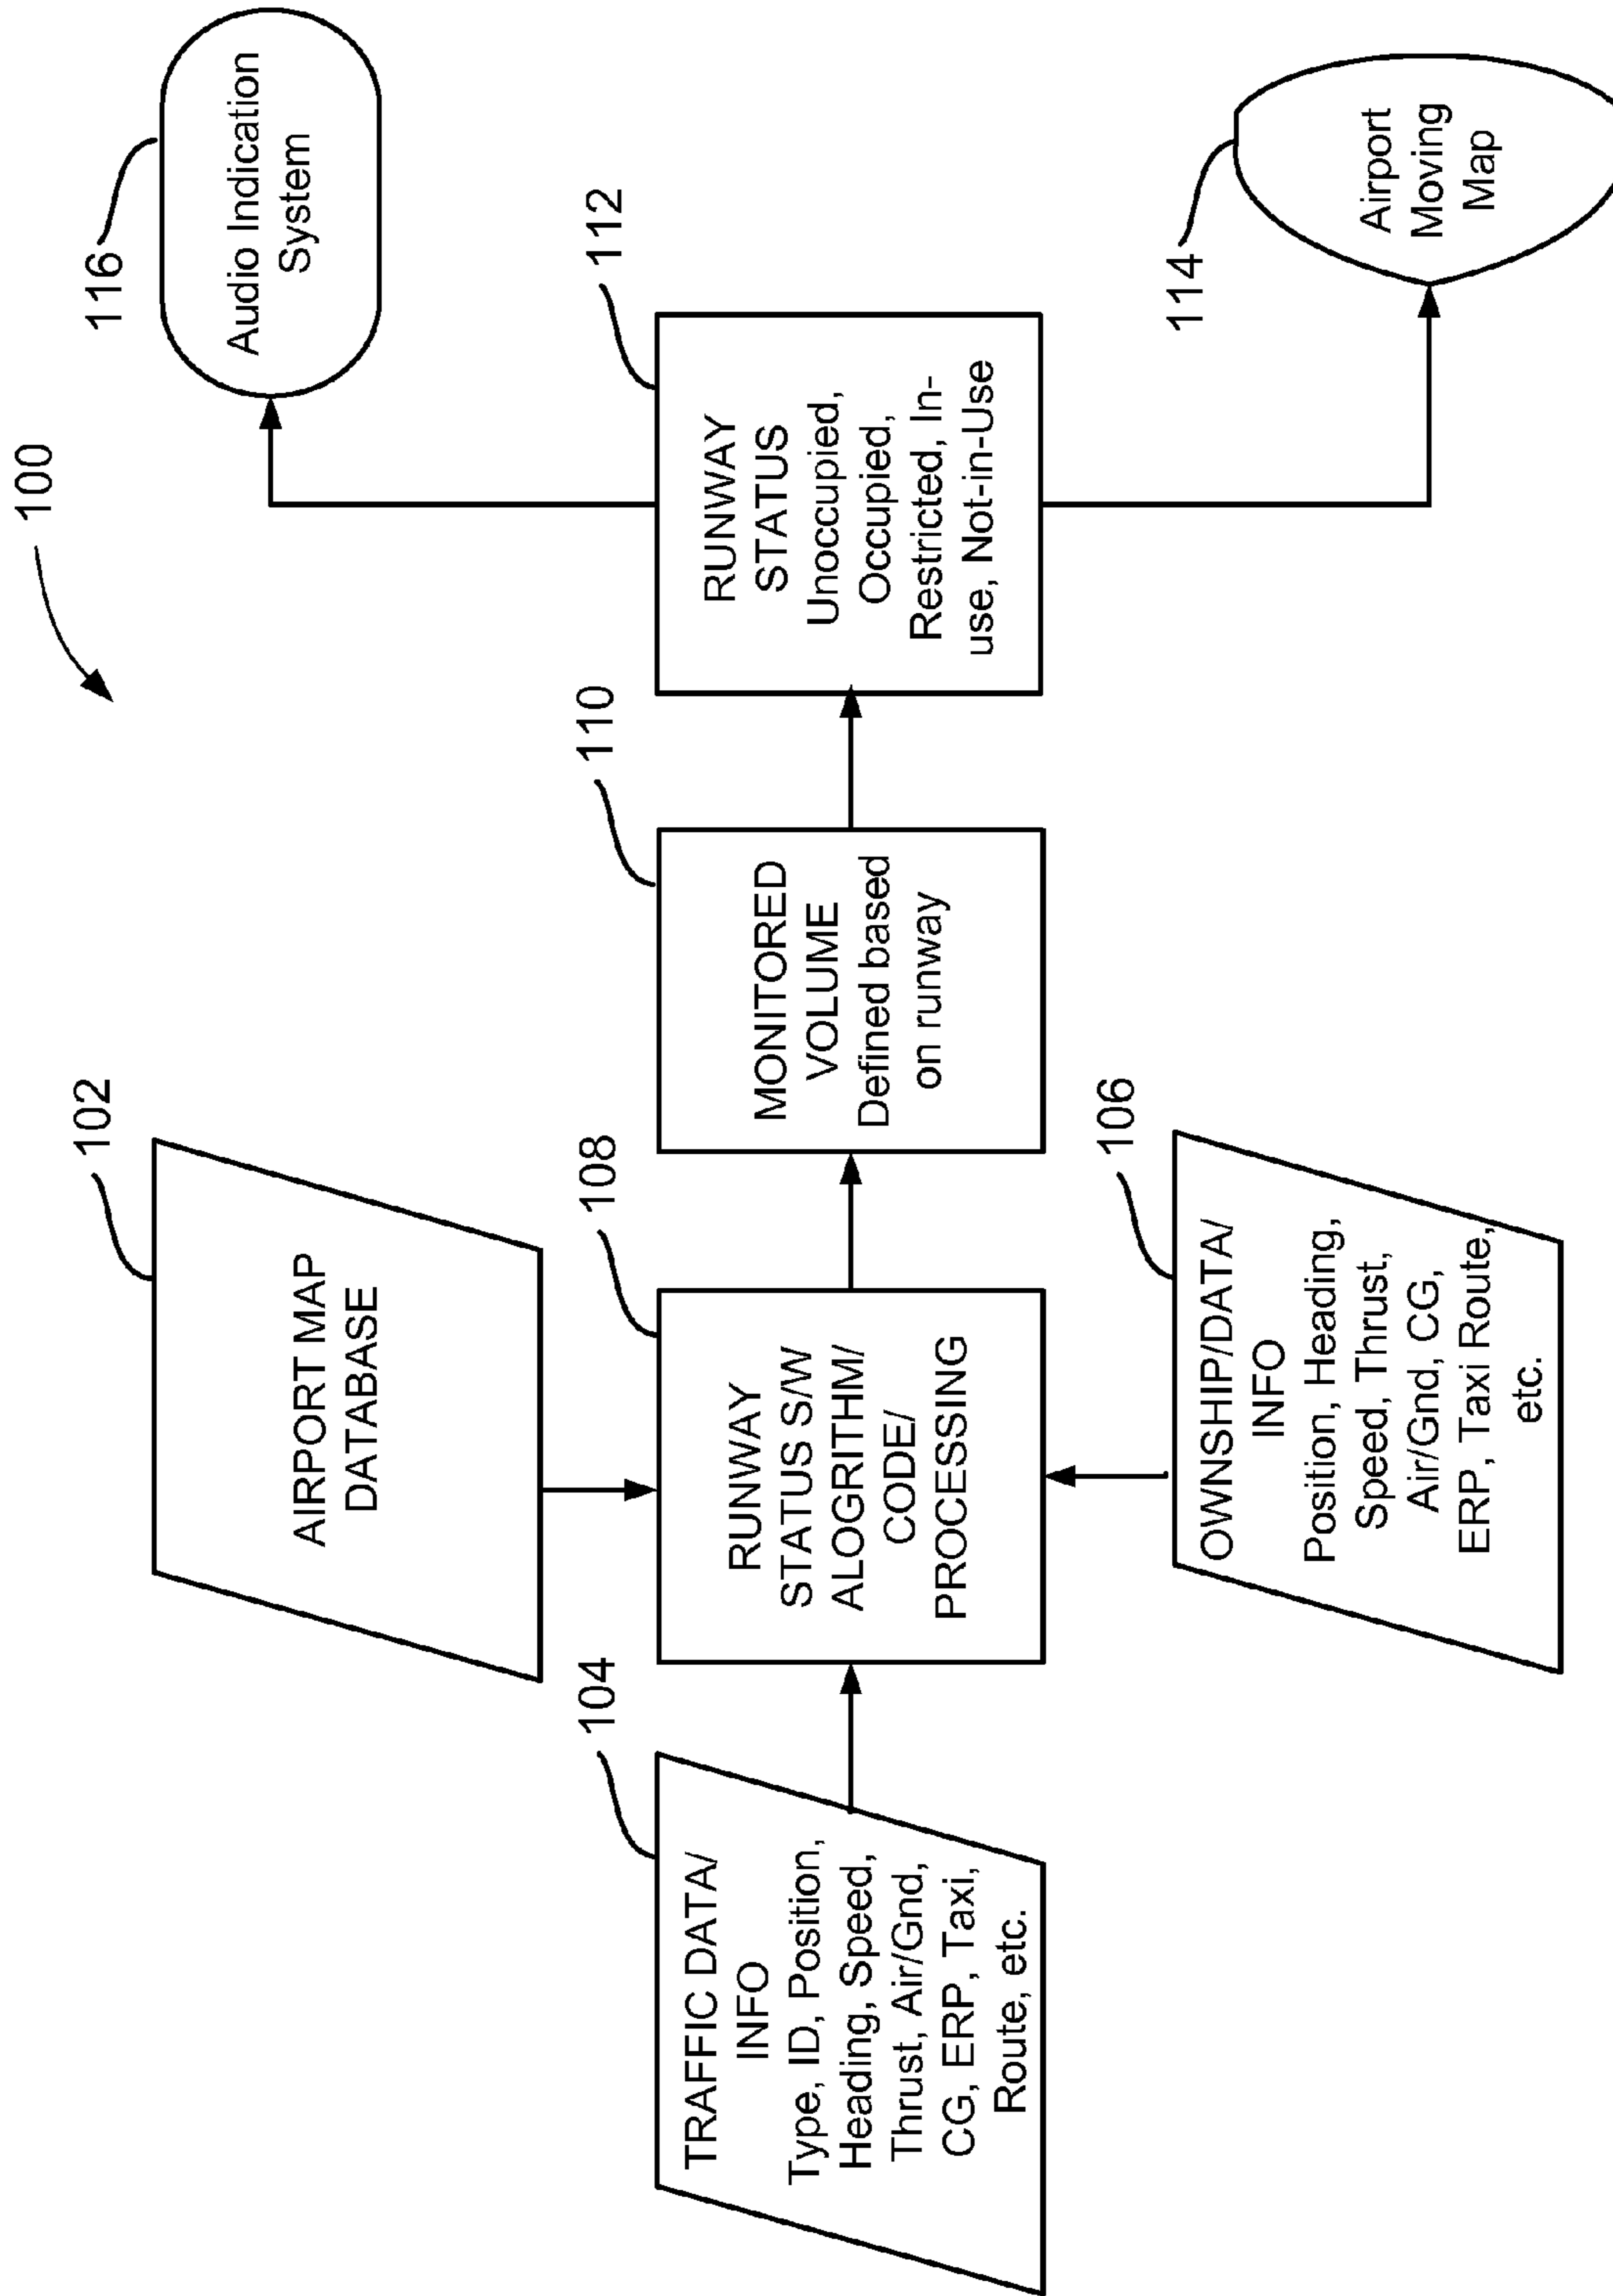 100
102
AIRPORT MAP
DATABASE
116
Audio Indication
System
104
TRAFFIC DATA/
INFO
Type, ID, Position,
Heading, Speed,
Thrust, Air/Gnd,
CG, ERP, Taxi,
Route, etc.
108
RUNWAY
STATUS S/W
ALOGRITHM/
CODE/
PROCESSING
110
MONITORED
VOLUME
Defined based
on runway
112
RUNWAY
STATUS
Unoccupied,
Occupied,
Restricted, In-
use, Not-in-Use
106
OWNSHIP/DATA/
INFO
Position, Heading,
Speed, Thrust,
Air/Gnd, CG,
ERP, Taxi Route,
etc.
114
Airport
Moving
Map